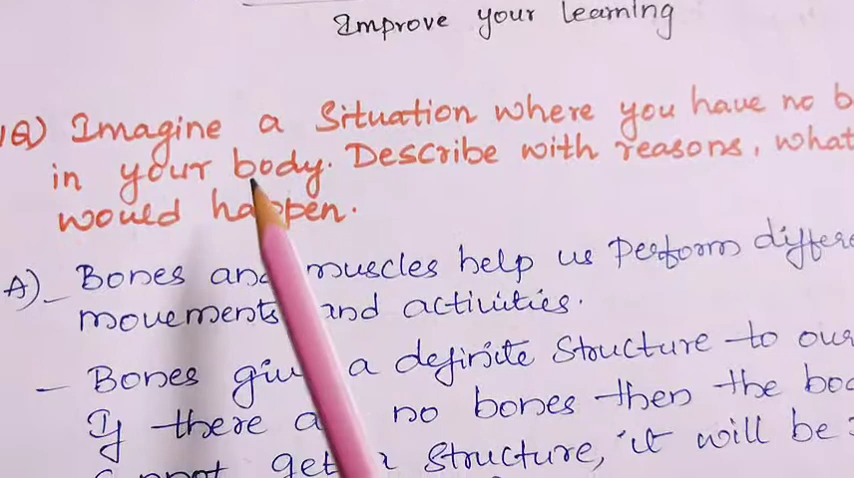 Improve your learning
1Q) Imagine a Situation where you have no
in your body. Describe with reasons, what
would happen.
A)_ Bones and muscles help us perform
movements and activities.
- Bones a definite Structure to our
If there no bones then the
get structure, it will be